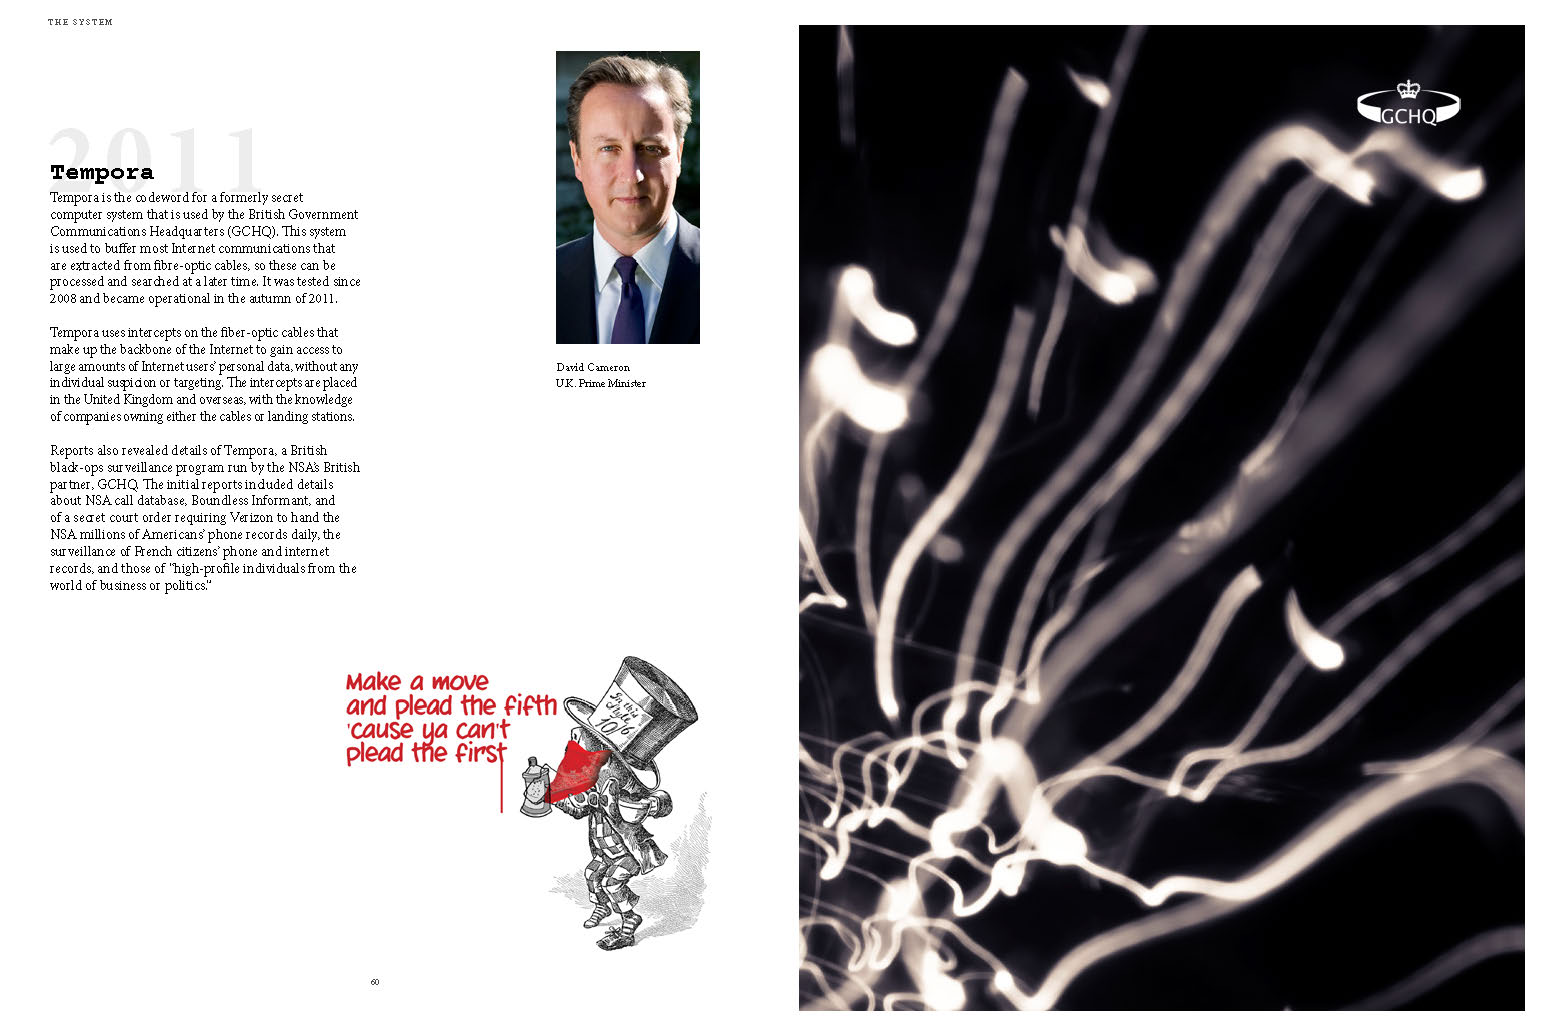 THE SYSTEM
2011
Tempora
Tempora is the codeword for a formerly secret
computer system that is used by the British Government
Communications Headquarters (GCHQ). This system
is used to buffer most Internet communications that
are extracted from fibre-optic cables, so these can be
processed and searched at a later time. It was tested since
2008 and became operational in the autumn of 2011.
Tempora uses intercepts on the fiber-optic cables that
make up the backbone of the Internet to gain access to
large amounts of Internet users' personal data, without any
individual suspicion or targeting. The intercepts are placed
in the United Kingdom and overseas, with the knowledge
of companies owning either the cables or landing stations.
Reports also revealed details of Tempora, a British
black-ops surveillance program run by the NSA's British
partner, GCHQ. The initial reports included details
about NSA call database, Boundless Informant, and
of a secret court order requiring Verizon to hand the
NSA millions of Americans' phone records daily, the
surveillance of French citizens' phone and internet
records, and those of "high-profile individuals from the
world of business or politics."
David Cameron
U.K. Prime Minister
Make a move
and plead the fifth
'cause ya can't
plead the first
In this
Style
10/6
60
GCHQ